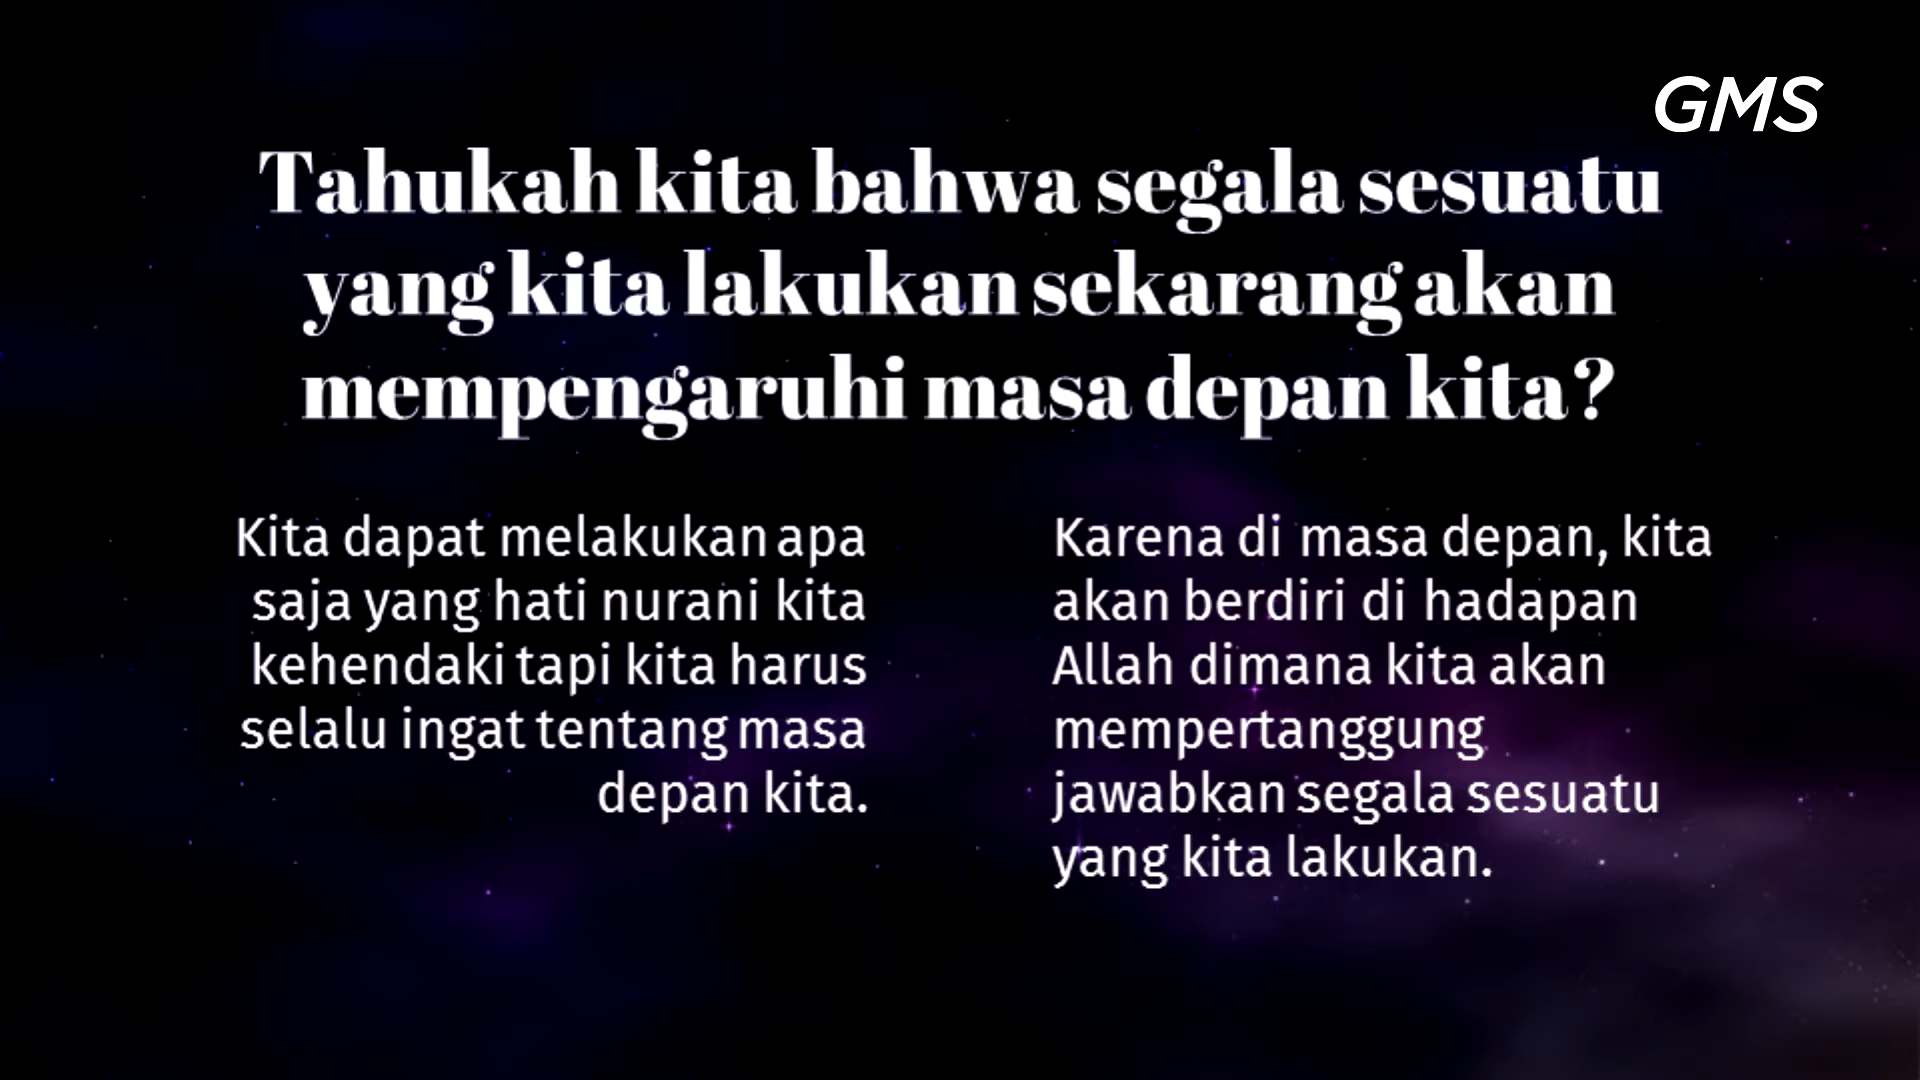 GMS
Tahukah kita bahwa segala sesuatu
yang kita lakukan sekarang akan
mempengaruhi masa depan kita?
Kita dapat melakukan apa
saja yang hati nurani kita
kehendaki tapi kita harus
selalu ingat tentang masa
depan kita.
Karena di masa depan, kita
akan berdiri di hadapan
Allah dimana kita akan
mempertanggung
jawabkan segala sesuatu
yang kita lakukan.